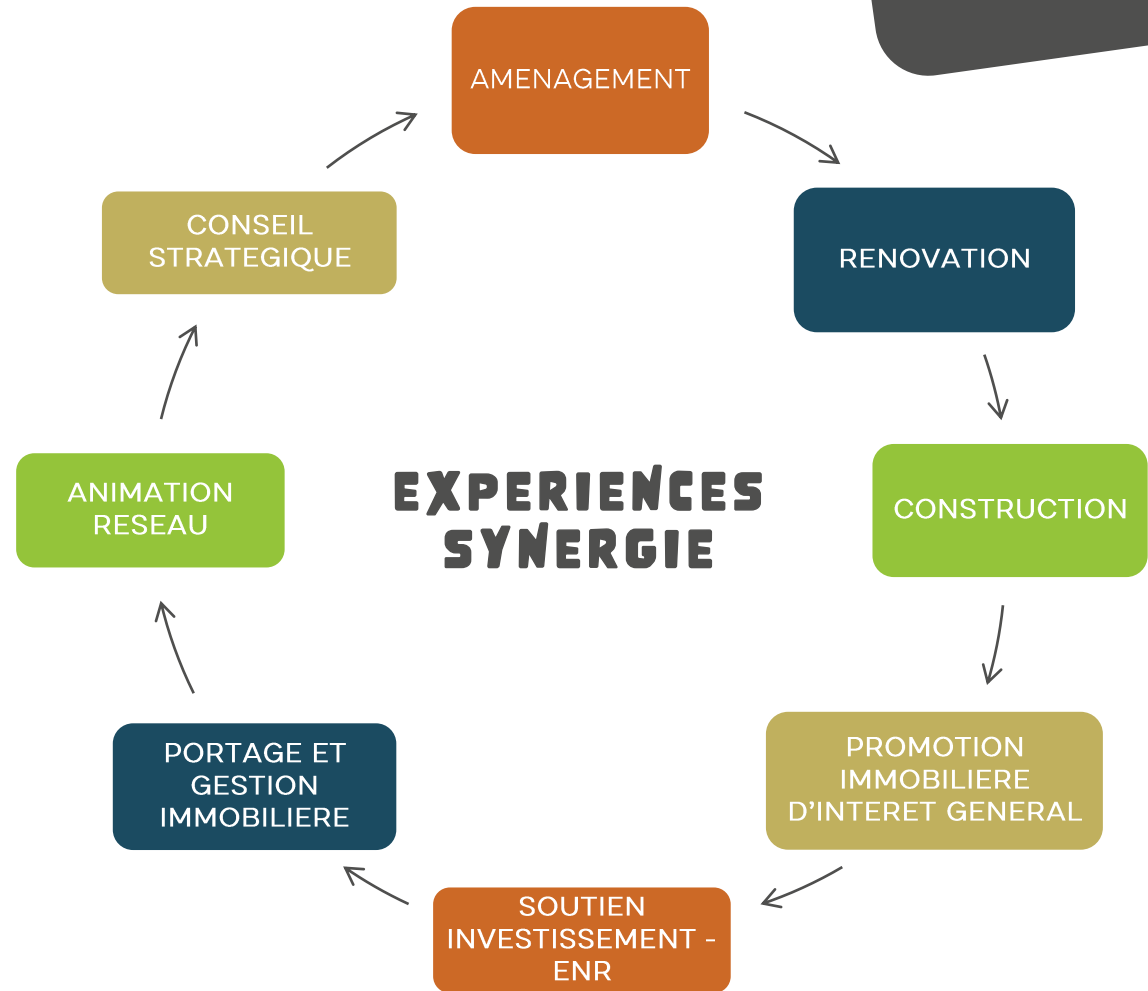 AMENAGEMENT
RENOVATION
CONSTRUCTION
PROMOTION
IMMOBILIERE
D'INTERET GENERAL
SOUTIEN
INVESTISSEMENT -
ENR
PORTAGE ET
GESTION
IMMOBILIERE
ANIMATION
RESEAU
CONSEIL
STRATEGIQUE
EXPERIENCES
SYNERGIE